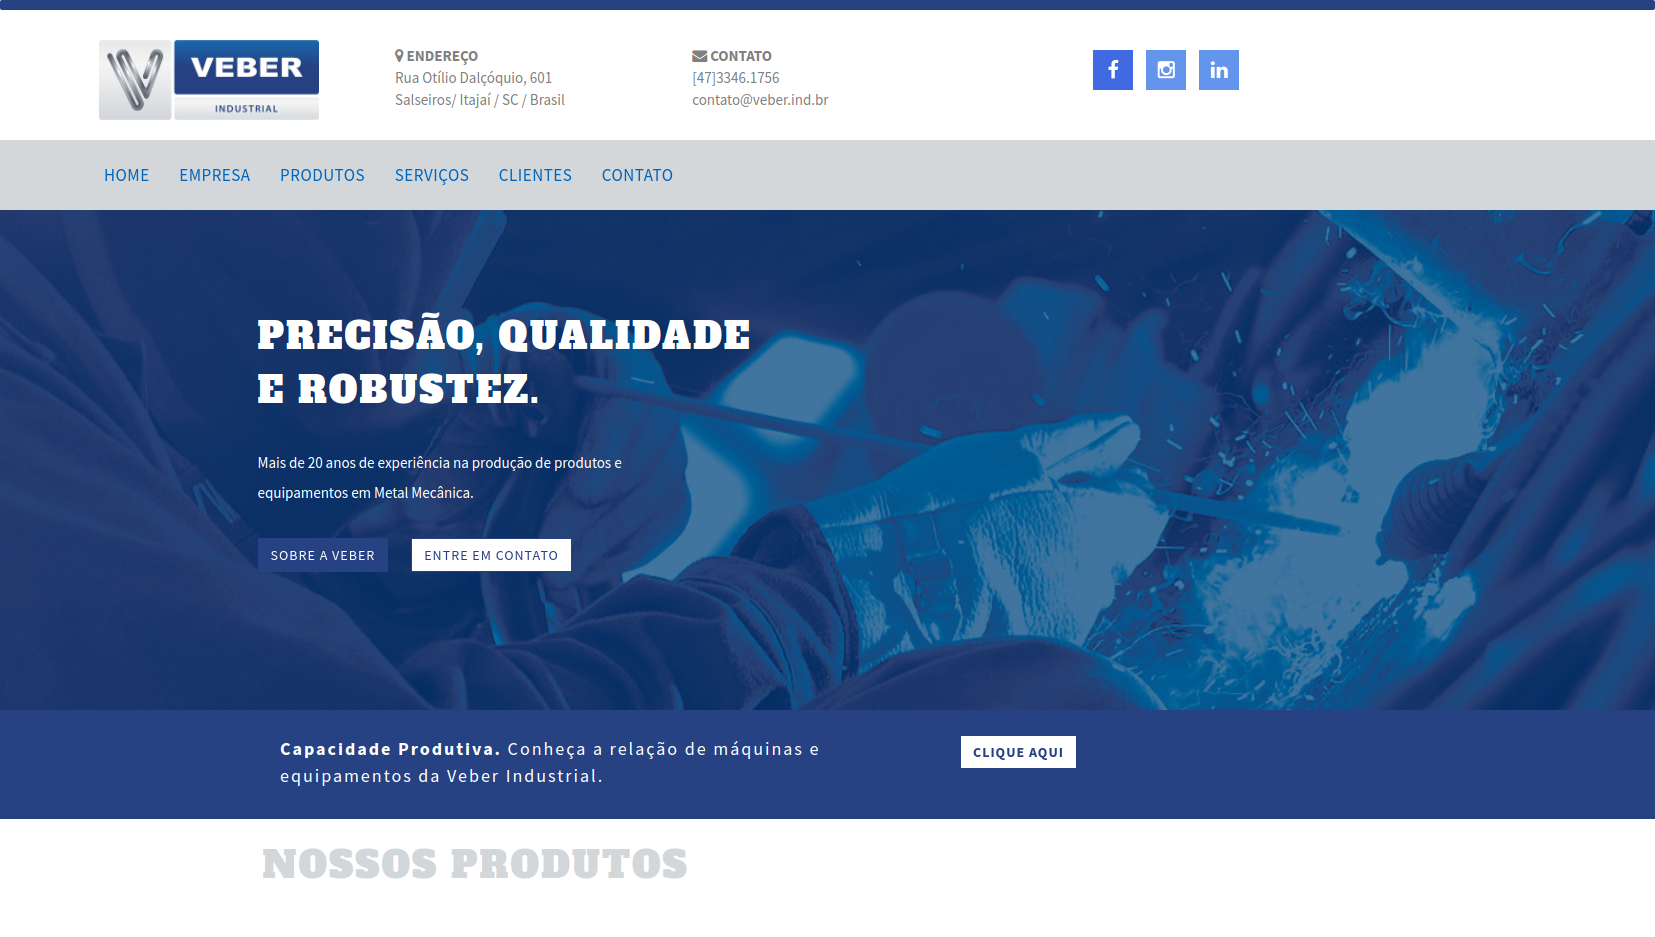 VEBER
INDUSTRIAL
ENDEREÇO
Rua Otílio Dalçóquio, 601
Salseiros/ Itajaí / SC / Brasil
CONTATO
[47]3346.1756
contato@veber.ind.br
HOME EMPRESA PRODUTOS SERVIÇOS CLIENTES CONTATO
PRECISÃO, QUALIDADE
E ROBUSTEZ.
Mais de 20 anos de experiência na produção de produtos e
equipamentos em Metal Mecânica.
SOBRE A VEBER ENTRE EM CONTATO
Capacidade Produtiva. Conheça a relação de máquinas e
equipamentos da Veber Industrial.
CLIQUE AQUI
NOSSOS PRODUTOS